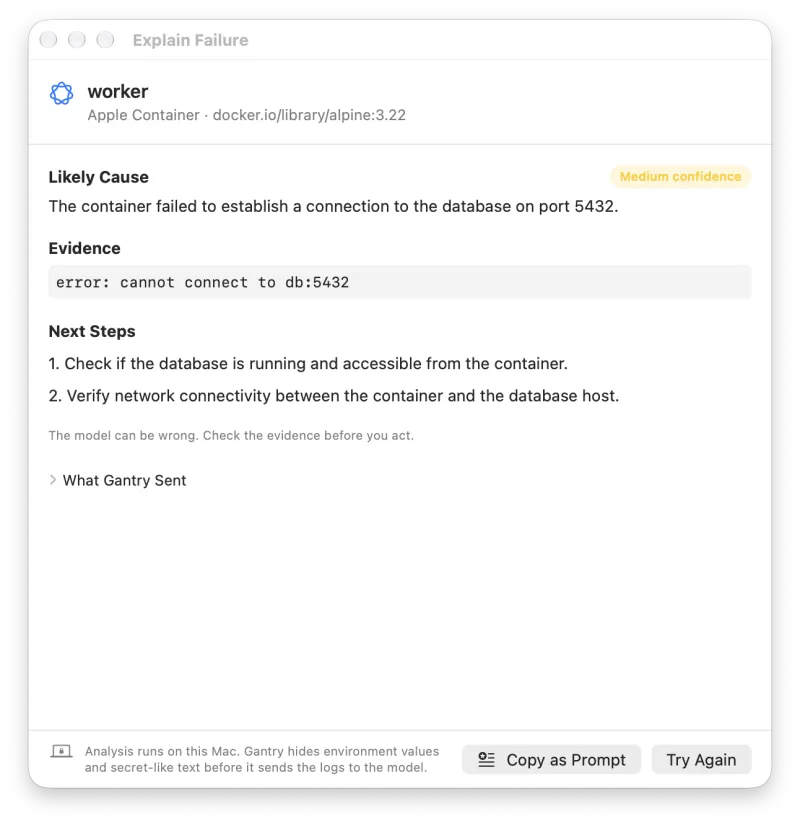 Explain Failure
worker
Apple Container · docker.io/library/alpine:3.22
Likely Cause
Medium confidence
The container failed to establish a connection to the database on port 5432.
Evidence
error: cannot connect to db:5432
Next Steps
1. Check if the database is running and accessible from the container.
2. Verify network connectivity between the container and the database host.
The model can be wrong. Check the evidence before you act.
What Gantry Sent
Analysis runs on this Mac. Gantry hides environment values
and secret-like text before it sends the logs to the model.
Copy as Prompt
Try Again